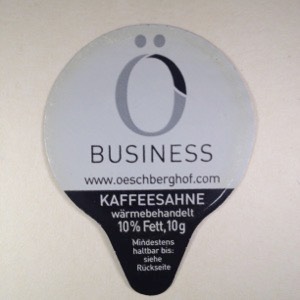 Ö
BUSINESS
www.oeschberghof.com
KAFFEESAHNE
wärmebehandelt
10% Fett,10g
Mindestens
haltbar bis:
siehe
Rückseite